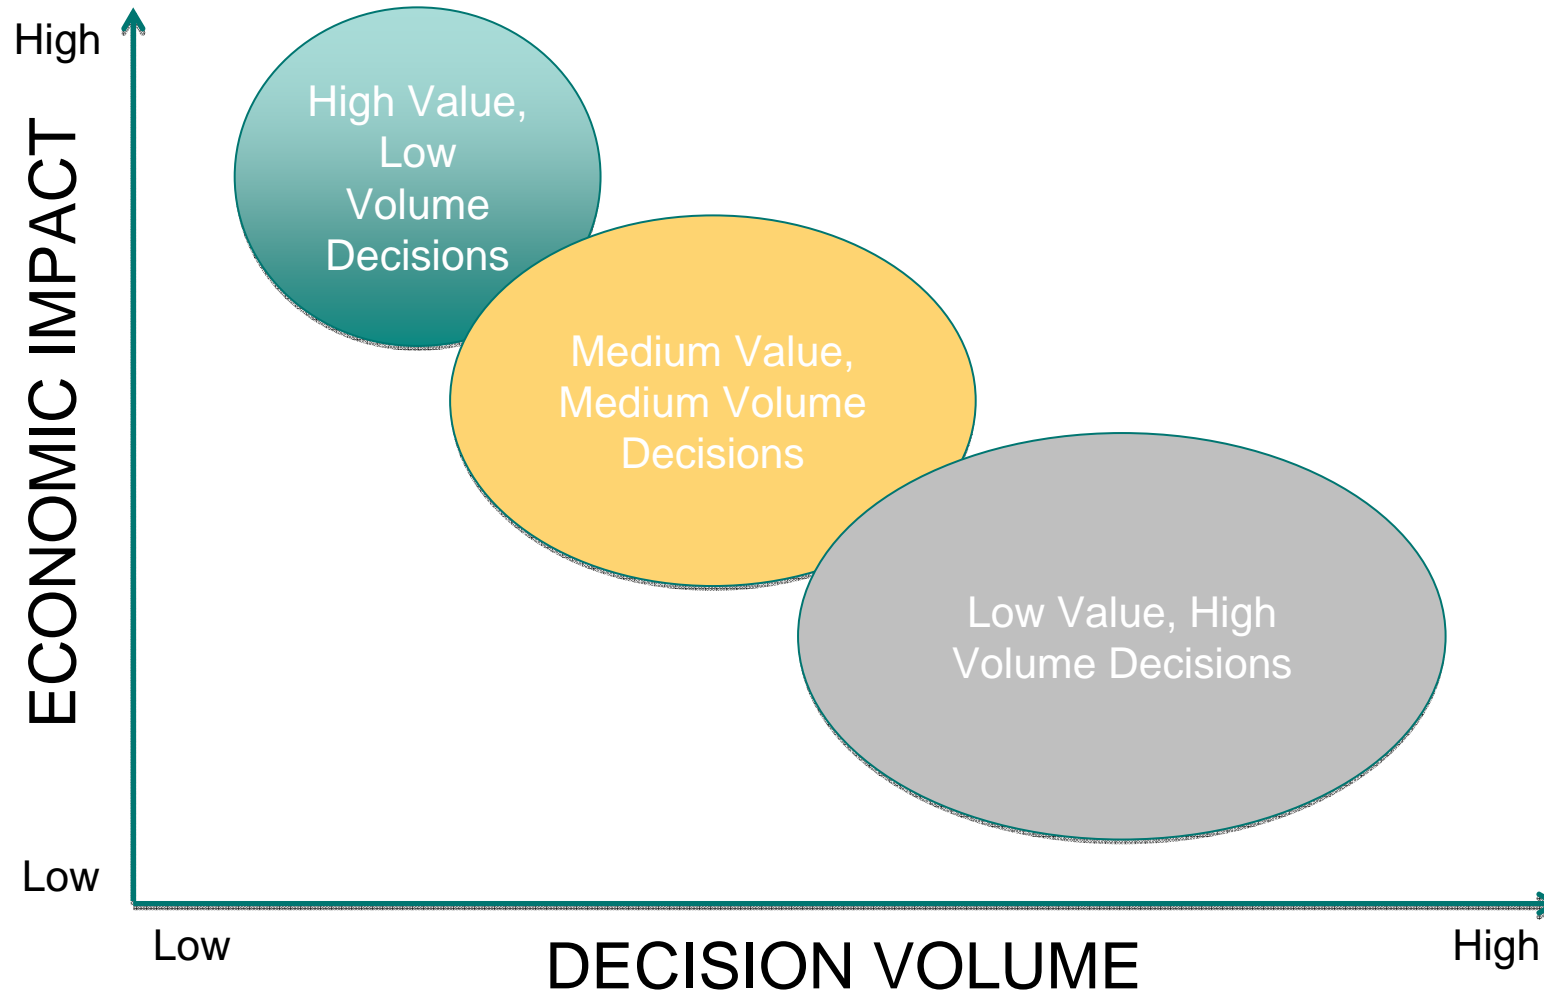 High
High Value,
Low
Volume
Decisions
ECONOMIC IMPACT
Medium Value,
Medium Volume
Decisions
Low Value, High
Volume Decisions
Low
Low
DECISION VOLUME
High